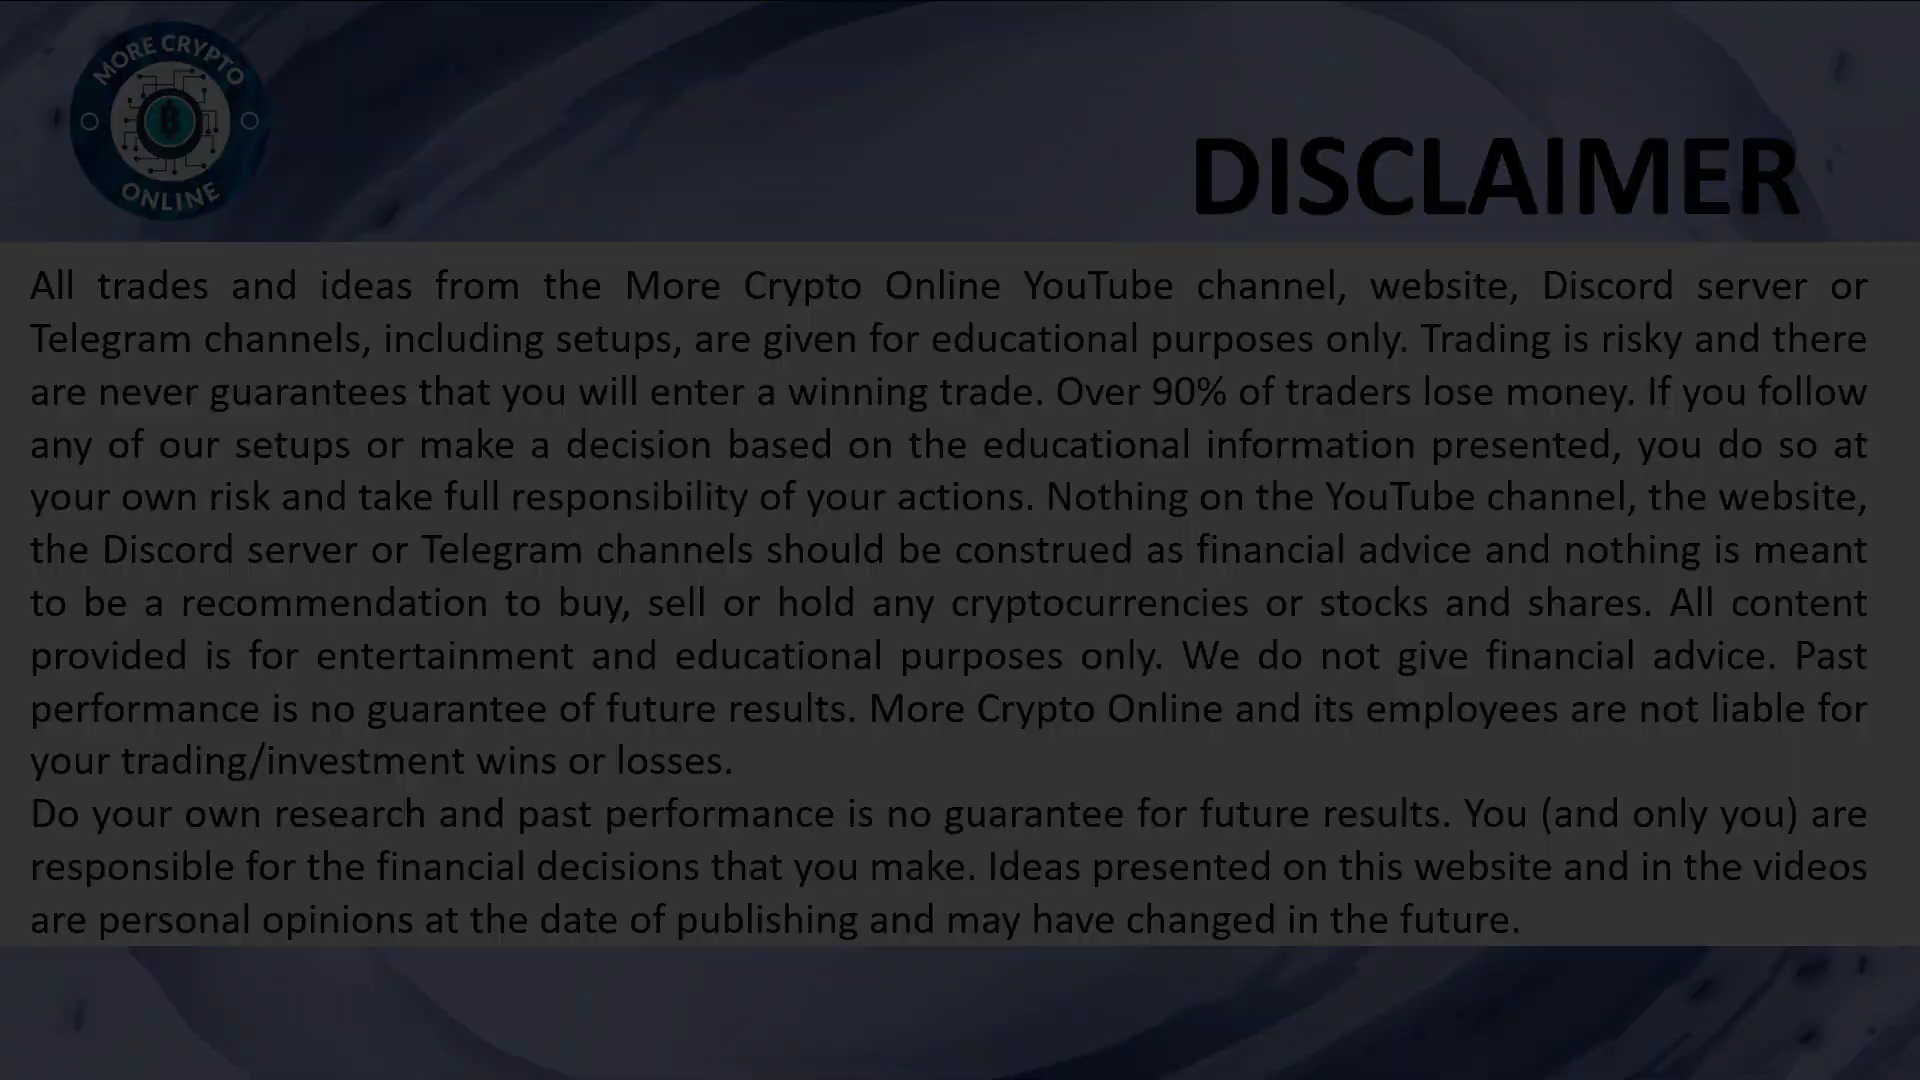 MORE CRYPTO
ONLINE
DISCLAIMER
All trades and ideas from the More Crypto Online YouTube channel, website, Discord server or
Telegram channels, including setups, are given for educational purposes only. Trading is risky and there
are never guarantees that you will enter a winning trade. Over 90% of traders lose money. If you follow
any of our setups or make a decision based on the educational information presented, you do so at
your own risk and take full responsibility of your actions. Nothing on the YouTube channel, the website,
the Discord server or Telegram channels should be construed as financial advice and nothing is meant
to be a recommendation to buy, sell or hold any cryptocurrencies or stocks and shares. All content
provided is for entertainment and educational purposes only. We do not give financial advice. Past
performance is no guarantee of future results. More Crypto Online and its employees are not liable for
your trading/investment wins or losses.
Do your own research and past performance is no guarantee for future results. You (and only you) are
responsible for the financial decisions that you make. Ideas presented on this website and in the videos
are personal opinions at the date of publishing and may have changed in the future.